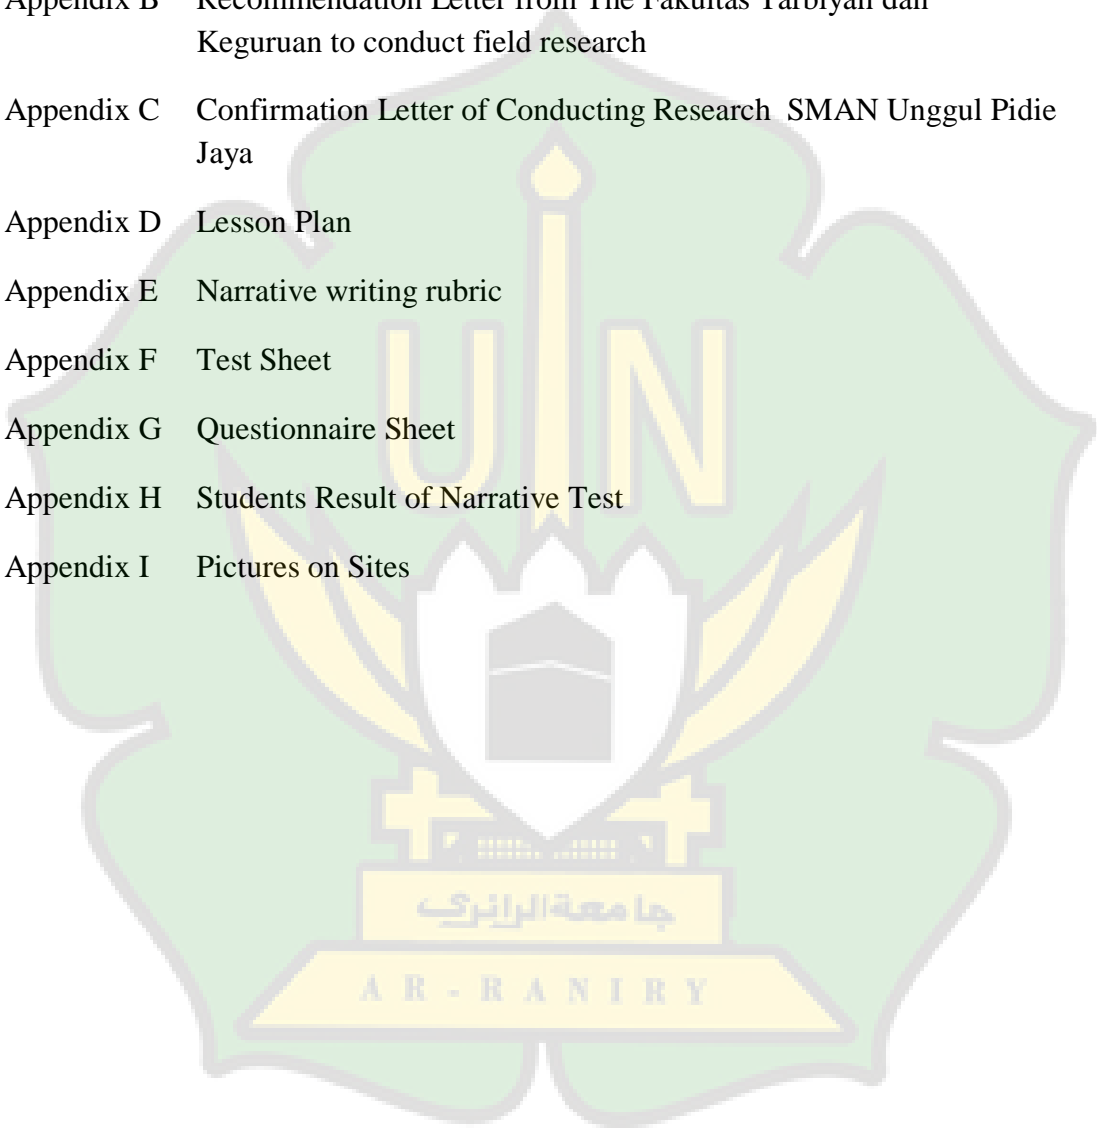 Appendix B Recommendation Letter from The Fakultas Tarbiyah dan
Keguruan to conduct field research
Appendix C Confirmation Letter of Conducting Research SMAN Unggul Pidie
Jaya
Appendix D Lesson Plan
Appendix E Narrative writing rubric
Appendix F Test Sheet
UIN
Appendix G Questionnaire Sheet
Appendix H Students Result of Narrative Test
Appendix I Pictures on Sites
جامعة الرانري
AR-RANIRY